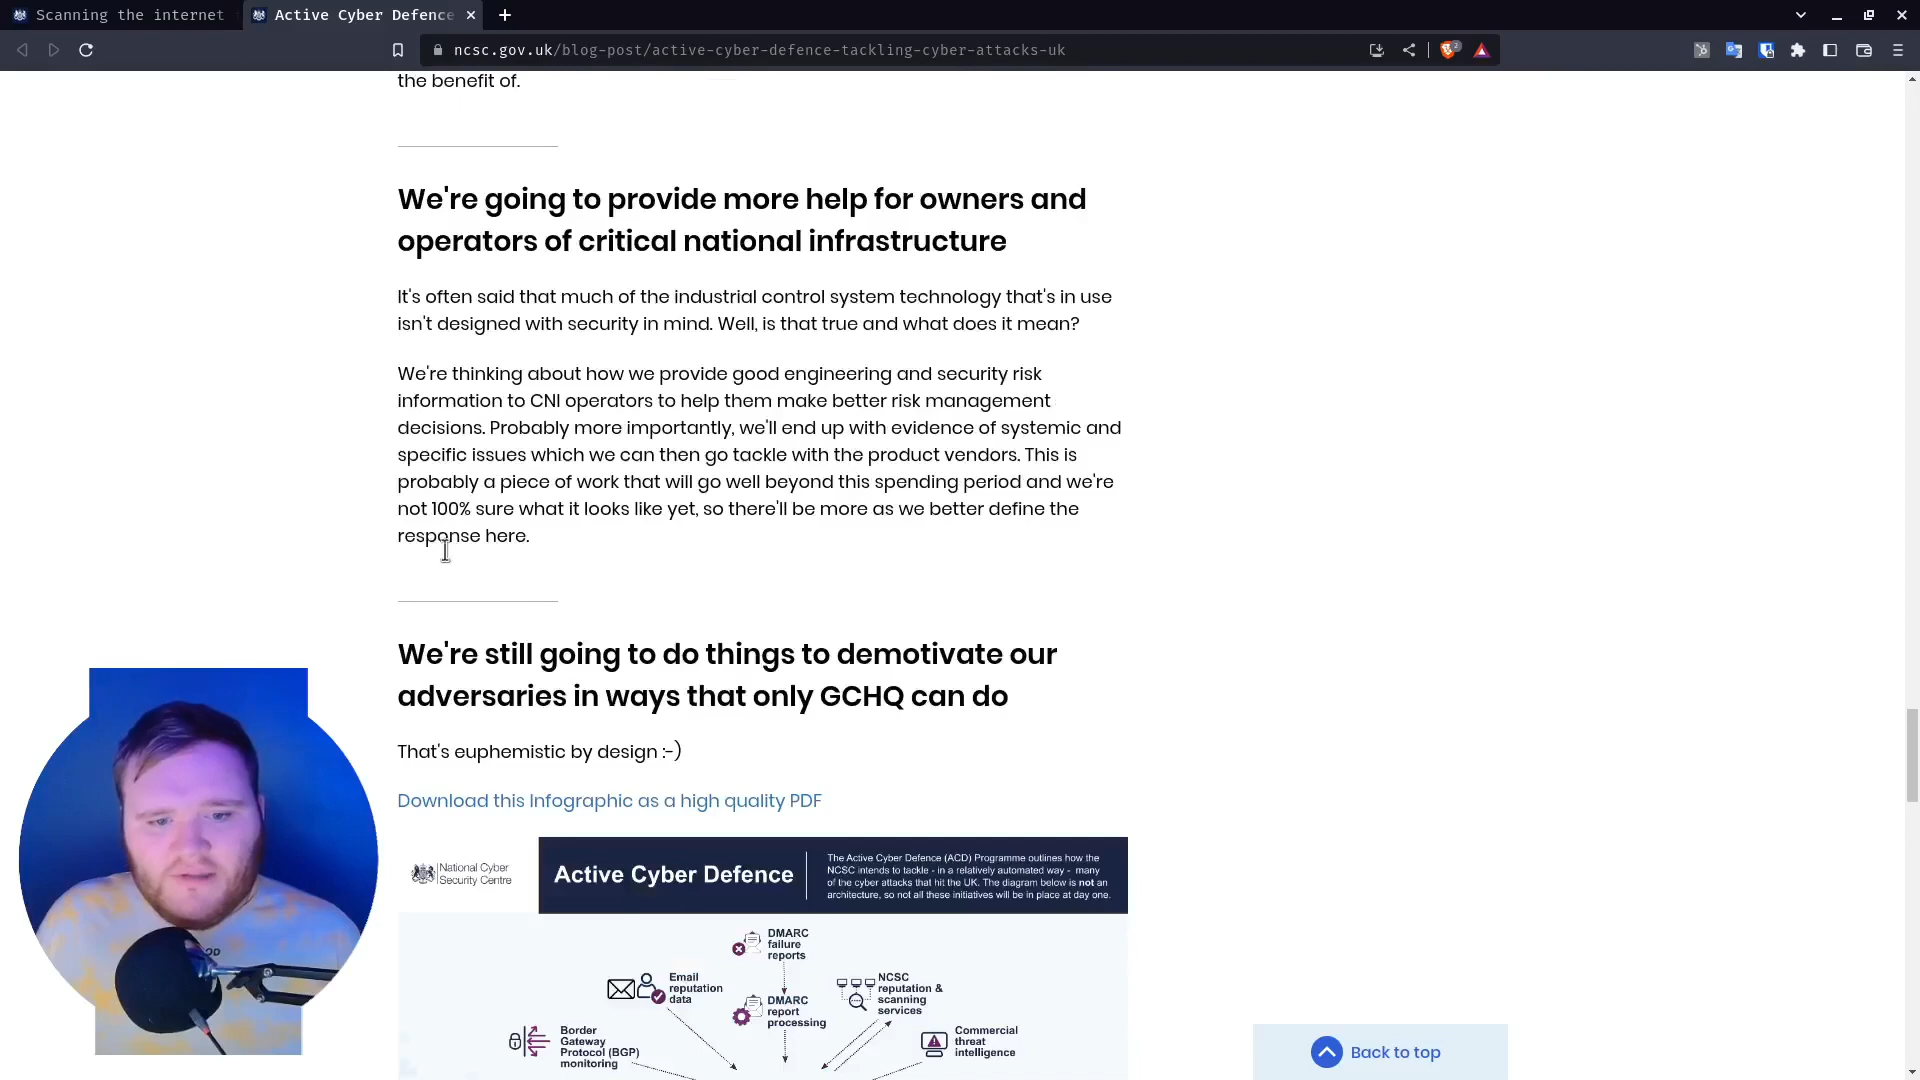 Scanning the internet
Active Cyber Defence
ncsc.gov.uk/blog-post/active-cyber-defence-tackling-cyber-attacks-uk
the benefit of.
We're going to provide more help for owners and
operators of critical national infrastructure
It's often said that much of the industrial control system technology that's in use
isn't designed with security in mind. Well, is that true and what does it mean?
We're thinking about how we provide good engineering and security risk
information to CNI operators to help them make better risk management
decisions. Probably more importantly, we'll end up with evidence of systemic and
specific issues which we can then go tackle with the product vendors. This is
probably a piece of work that will go well beyond this spending period and we're
not 100% sure what it looks like yet, so there'll be more as we better define the
response here.
We're still going to do things to demotivate our
adversaries in ways that only GCHQ can do
That's euphemistic by design :-)
Download this Infographic as a high quality PDF
National Cyber
Security Centre
Active Cyber Defence
The Active Cyber Defence (ACD) Programme outlines how the
NCSC intends to tackle - in a relatively automated way - many
of the cyber attacks that hit the UK. The diagram below is not an
architecture, so not all these initiatives will be in place at day one.
DMARC
failure
reports
Email
reputation
data
NCSC
reputation &
scanning
services
DMARC
report
processing
Border
Gateway
Protocol (BGP)
monitoring
Commercial
threat
intelligence
Back to top